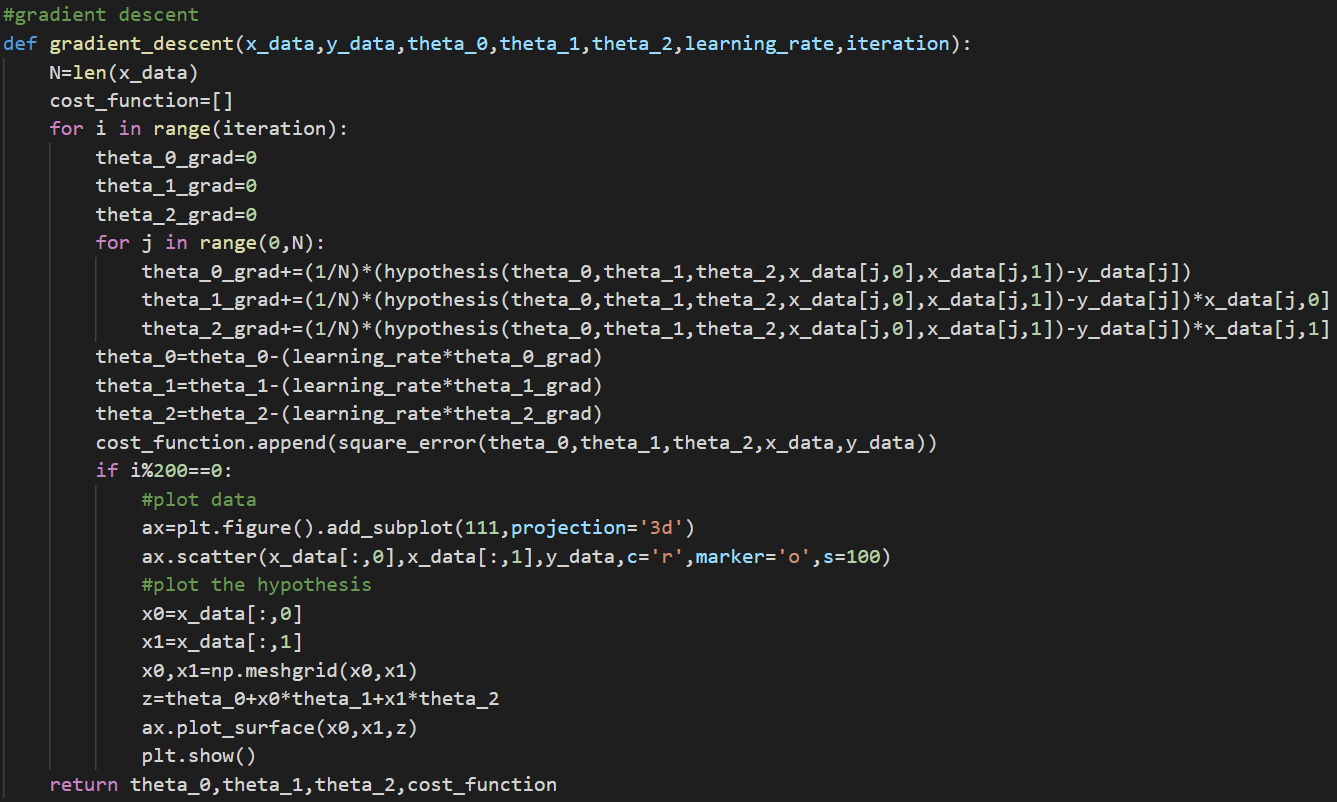 #gradient descent
def gradient_descent(x_data,y_data,theta_0,theta_1,theta_2,learning_rate,iteration):
    N=len(x_data)
    cost_function=[]
    for i in range(iteration):
        theta_0_grad=0
        theta_1_grad=0
        theta_2_grad=0
        for j in range(0,N):
            theta_0_grad+=(1/N)*(hypothesis(theta_0,theta_1,theta_2,x_data[j,0],x_data[j,1])-y_data[j])
            theta_1_grad+=(1/N)*(hypothesis(theta_0,theta_1,theta_2,x_data[j,0],x_data[j,1])-y_data[j])*x_data[j,0]
            theta_2_grad+=(1/N)*(hypothesis(theta_0,theta_1,theta_2,x_data[j,0],x_data[j,1])-y_data[j])*x_data[j,1]
        theta_0=theta_0-(learning_rate*theta_0_grad)
        theta_1=theta_1-(learning_rate*theta_1_grad)
        theta_2=theta_2-(learning_rate*theta_2_grad)
        cost_function.append(square_error(theta_0,theta_1,theta_2,x_data,y_data))
        if i%200==0:
            #plot data
            ax=plt.figure().add_subplot(111,projection='3d')
            ax.scatter(x_data[:,0],x_data[:,1],y_data,c='r',marker='o',s=100)
            #plot the hypothesis
            x0=x_data[:,0]
            x1=x_data[:,1]
            x0,x1=np.meshgrid(x0,x1)
            z=theta_0+x0*theta_1+x1*theta_2
            ax.plot_surface(x0,x1,z)
            plt.show()
    return theta_0,theta_1,theta_2,cost_function